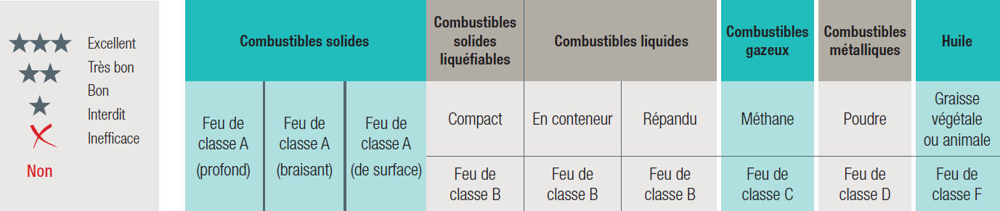 Excellent
Très bon
Bon
Interdit
Inefficace
Non
Combustibles solides
Combustibles
solides
liquéfiables
Combustibles liquides
Combustibles
gazeux
Combustibles
métalliques
Huile
Feu de
classe A
(profond)
Feu de
classe A
(braisant)
Feu de
classe A
(de surface)
Compact
En conteneur
Répandu
Méthane
Poudre
Graisse
végétale
ou animale
Feu de
classe B
Feu de
classe B
Feu de
classe B
Feu de
classe C
Feu de
classe D
Feu de
classe F